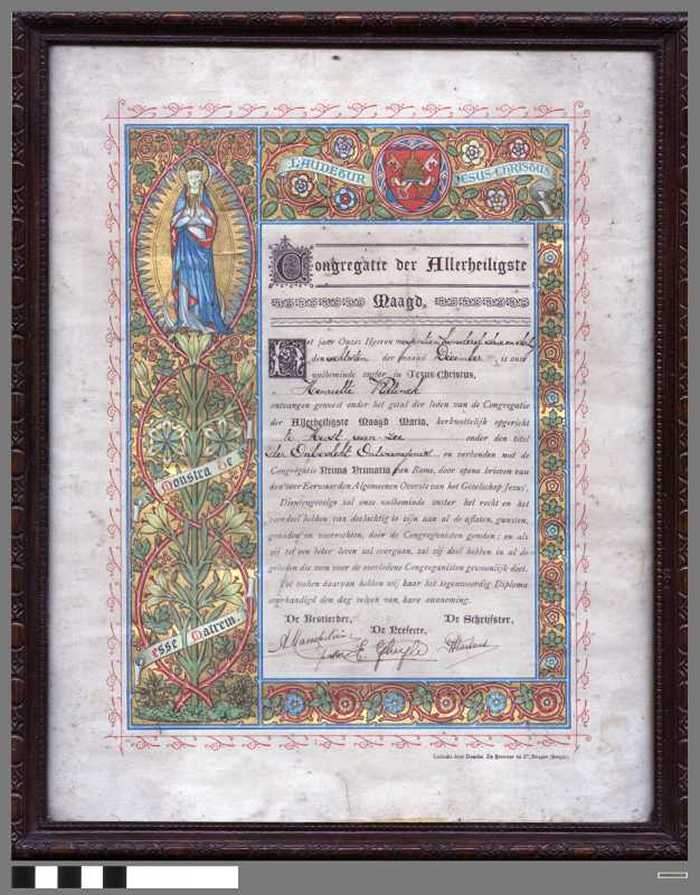 LAUDETUR JESUS-CHRISTUS
Congregatie der Allerheiligste
Maagd,
Het jaar Onzes Heeren
den achtsten der maand December is onze
welbeminde zuster in Jezus-Christus,
Henriette
ontvangen geweest onder het getal der leden van de Congregatie
der Allerheiligste Maagd Maria, kerkwettelijk opgericht
te Heist aan zee onder den titel
der Onbevlekt Ontvangenis en verbonden met de
Congregatie Prima Primaria van Rome, door opene brieven van
den zeer Eerwaarden Algemeenen Overste van het Gezelschap Jezus'.
Dienvolgens zal onze welbeminde zuster het recht en het
voordeel hebben van deelachtig te zijn aan al de aflaten, gunsten,
genaden en voorrechten, door de Congreganisten genoten; en als
zij tot een beter leven zal overgaan, zal zij deel hebben in al de
gebeden die men voor de overledene Congreganisten gewoonlijk doet.
Tot teeken daarvan hebben wij haar het tegenwoordig Diploma
overhandigd den dag zelven van hare aanneming.
De Bestierder, De Prefecte, De Schrijfster,
Monstra te
esse Matrem.